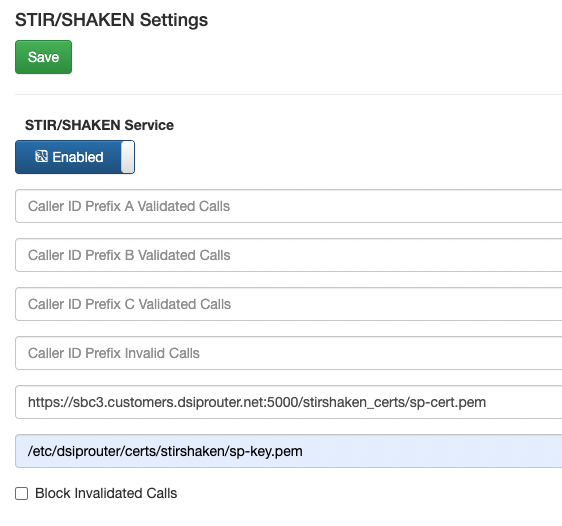 STIR/SHAKEN Settings
Save
STIR/SHAKEN Service
Enabled
Caller ID Prefix A Validated Calls
Caller ID Prefix B Validated Calls
Caller ID Prefix C Validated Calls
Caller ID Prefix Invalid Calls
https://sbc3.customers.dsiprouter.net:5000/stirshaken_certs/sp-cert.pem
/etc/dsiprouter/certs/stirshaken/sp-key.pem
Block Invalidated Calls